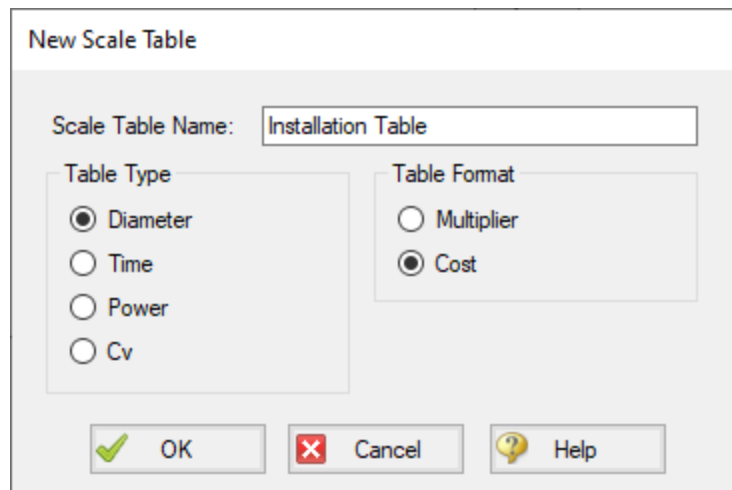 New Scale Table
Scale Table Name: Installation Table
Table Type
Diameter
Time
Power
Cv
Table Format
Multiplier
Cost
OK Cancel Help